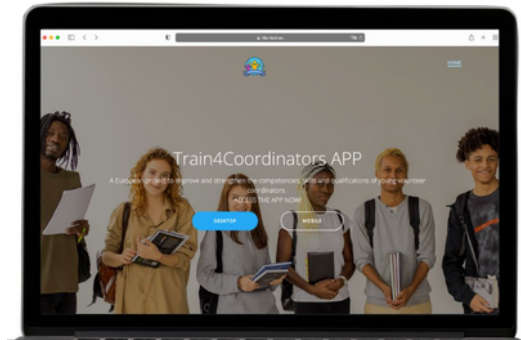 HOME
Train4Coordinators APP
A European project to improve and strengthen the competencies, skills and qualifications of young volunteer
coordinators.
ACCESS THE APP NOW!
DESKTOP
MOBILE